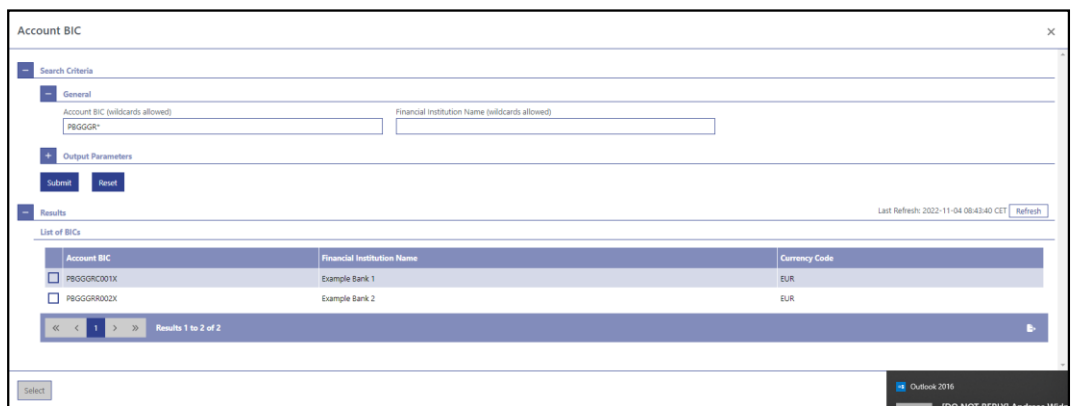 Account BIC ×
Search Criteria
General
Account BIC (wildcards allowed) Financial Institution Name (wildcards allowed)
PBGGGR*
Output Parameters
Submit Reset
Results Last Refresh: 2022-11-04 08:43:40 CET Refresh
List of BICs
Account BIC Financial Institution Name Currency Code
PBGGGRC001X Example Bank 1 EUR
PBGGGRR002X Example Bank 2 EUR
« < 1 > » Results 1 to 2 of 2
Select
Outlook 2016